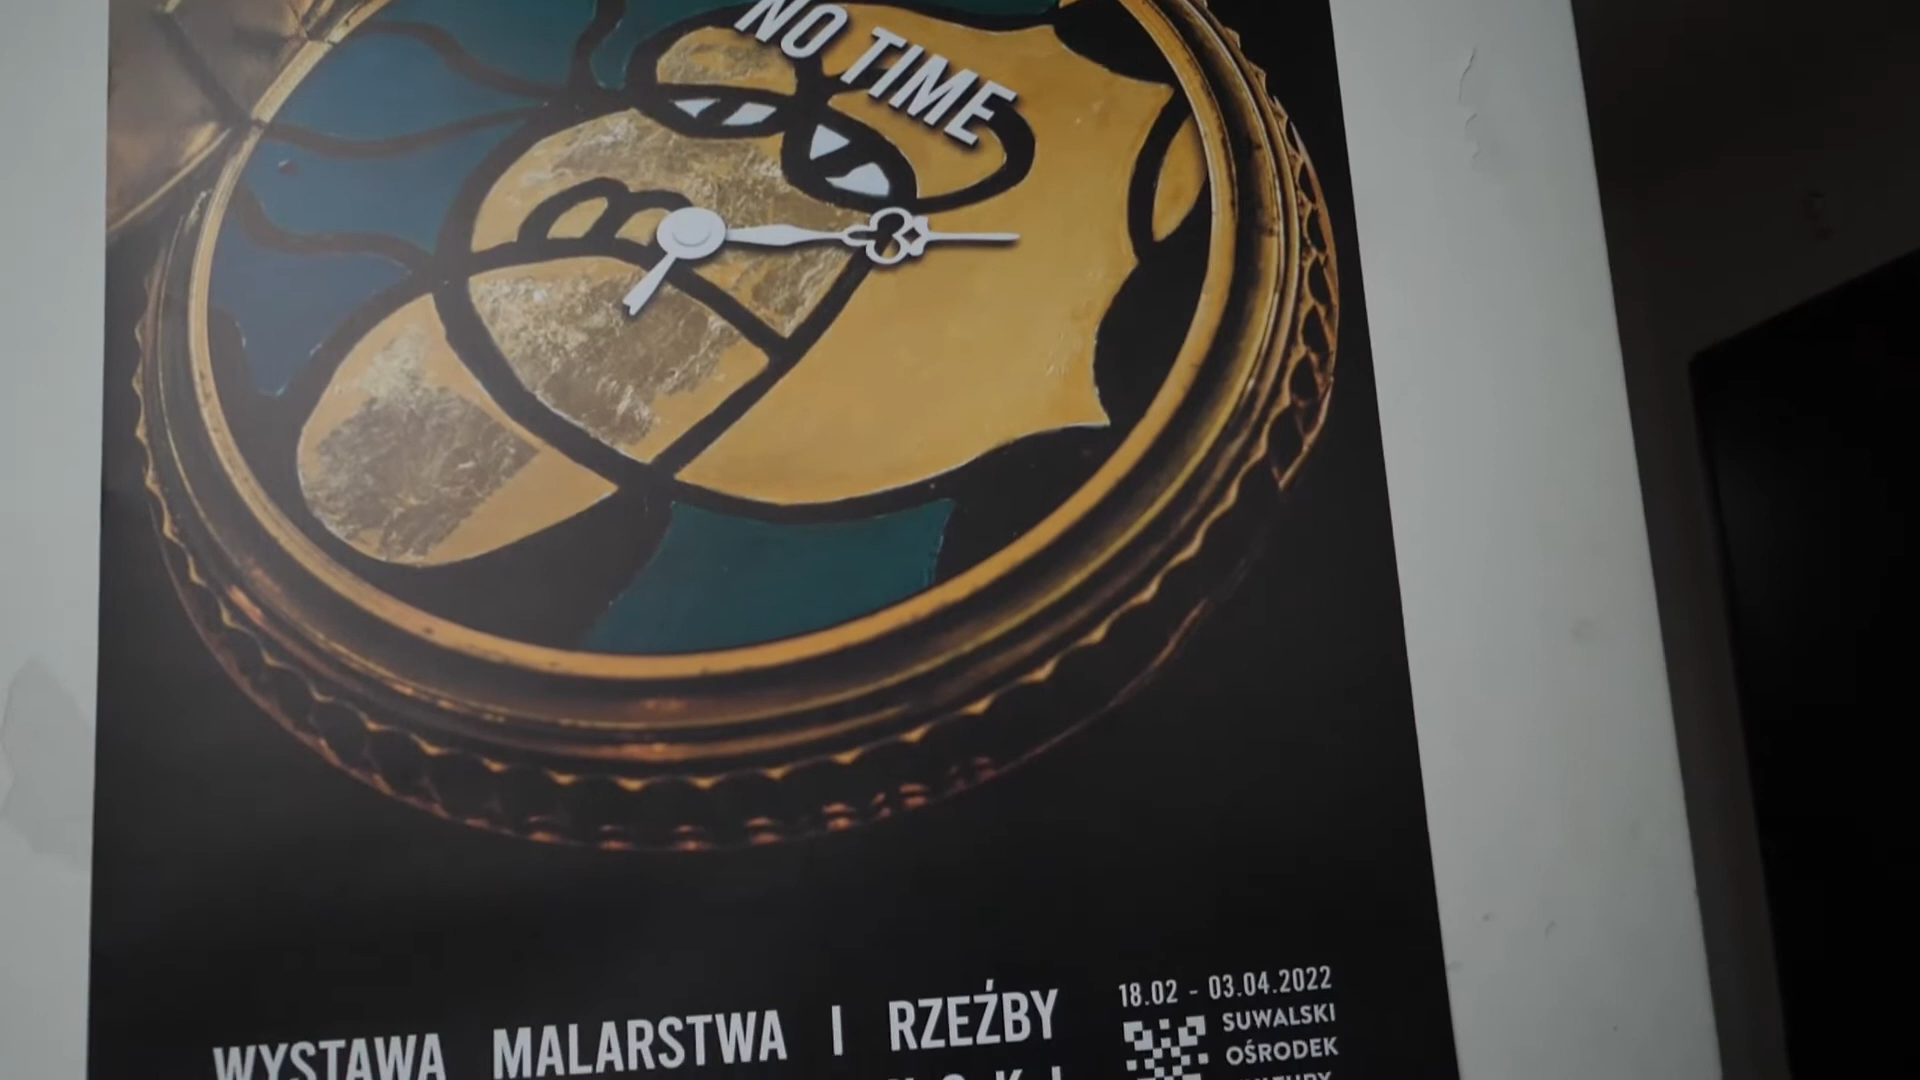 NO TIME
WYSTAWA MALARSTWA I RZEŹBY
18.02 - 03.04.2022
SUWALSKI
OŚRODEK